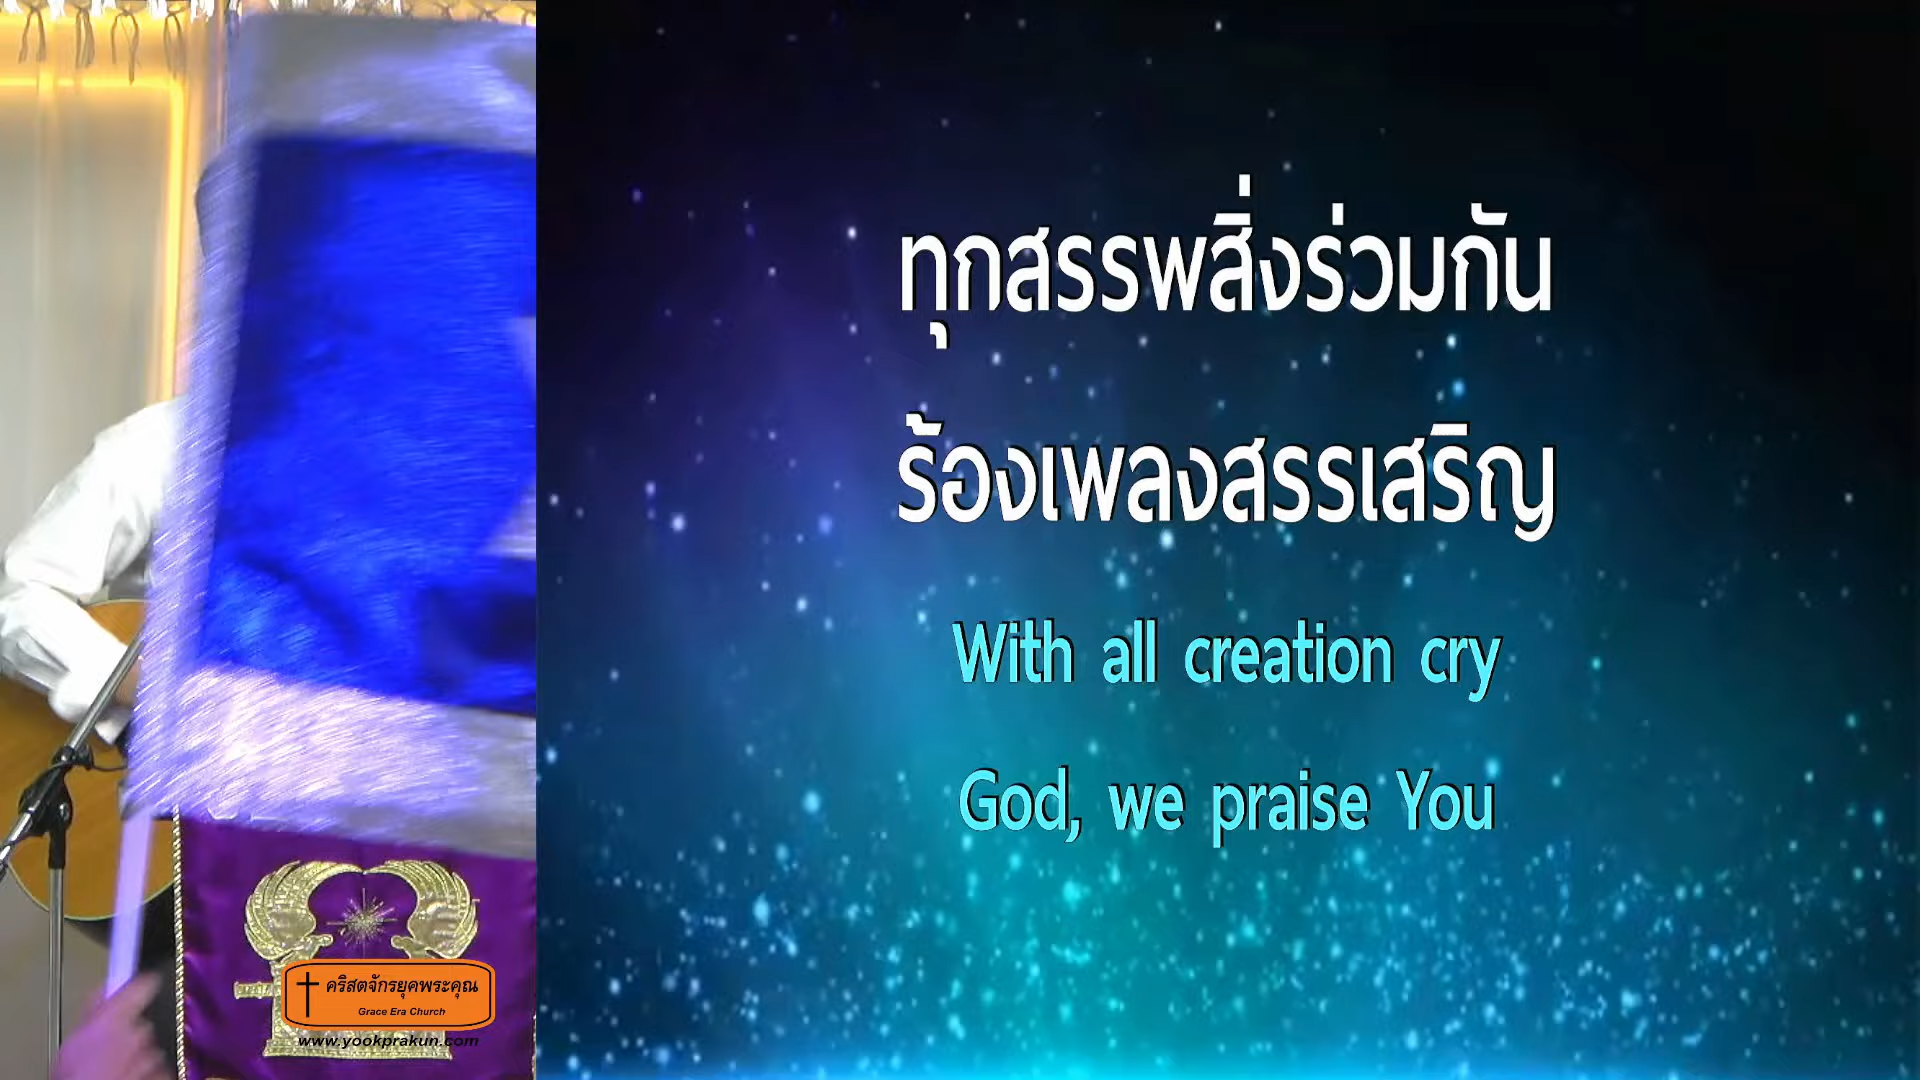 ทุกสรรพสิ่งร่วมกัน
ร้องเพลงสรรเสริญ
With all creation cry
God, we praise You
คริสตจักรยุคพระคุณ
Grace Era Church
www.yookprakun.com